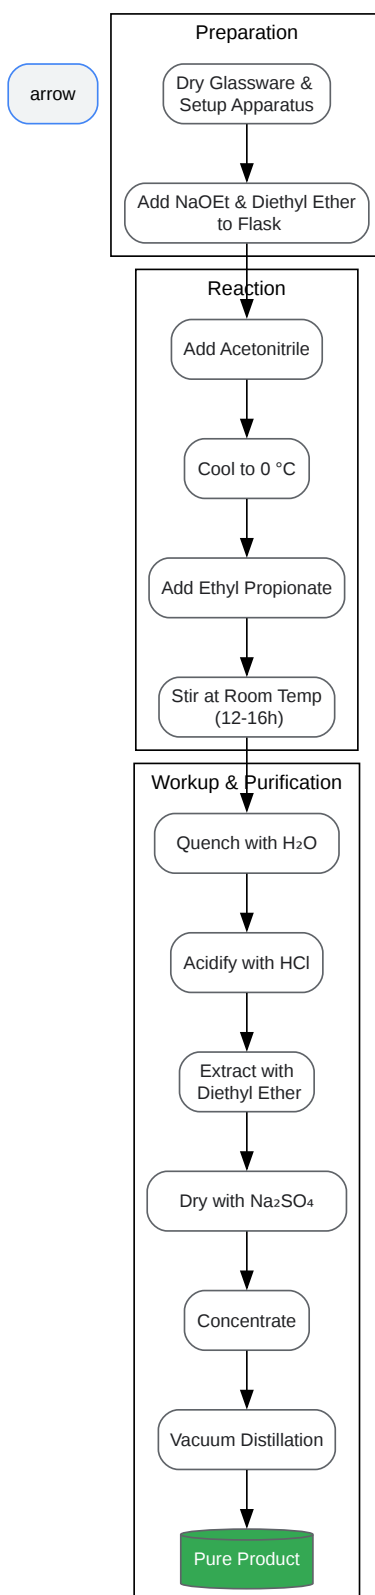 Preparation
arrow
Dry Glassware &
Setup Apparatus
Add NaOEt & Diethyl Ether
to Flask
Reaction
Add Acetonitrile
Cool to 0 °C
Add Ethyl Propionate
Stir at Room Temp
(12-16h)
Workup & Purification
Quench with H₂O
Acidify with HCl
Extract with
Diethyl Ether
Dry with Na₂SO₄
Concentrate
Vacuum Distillation
Pure Product